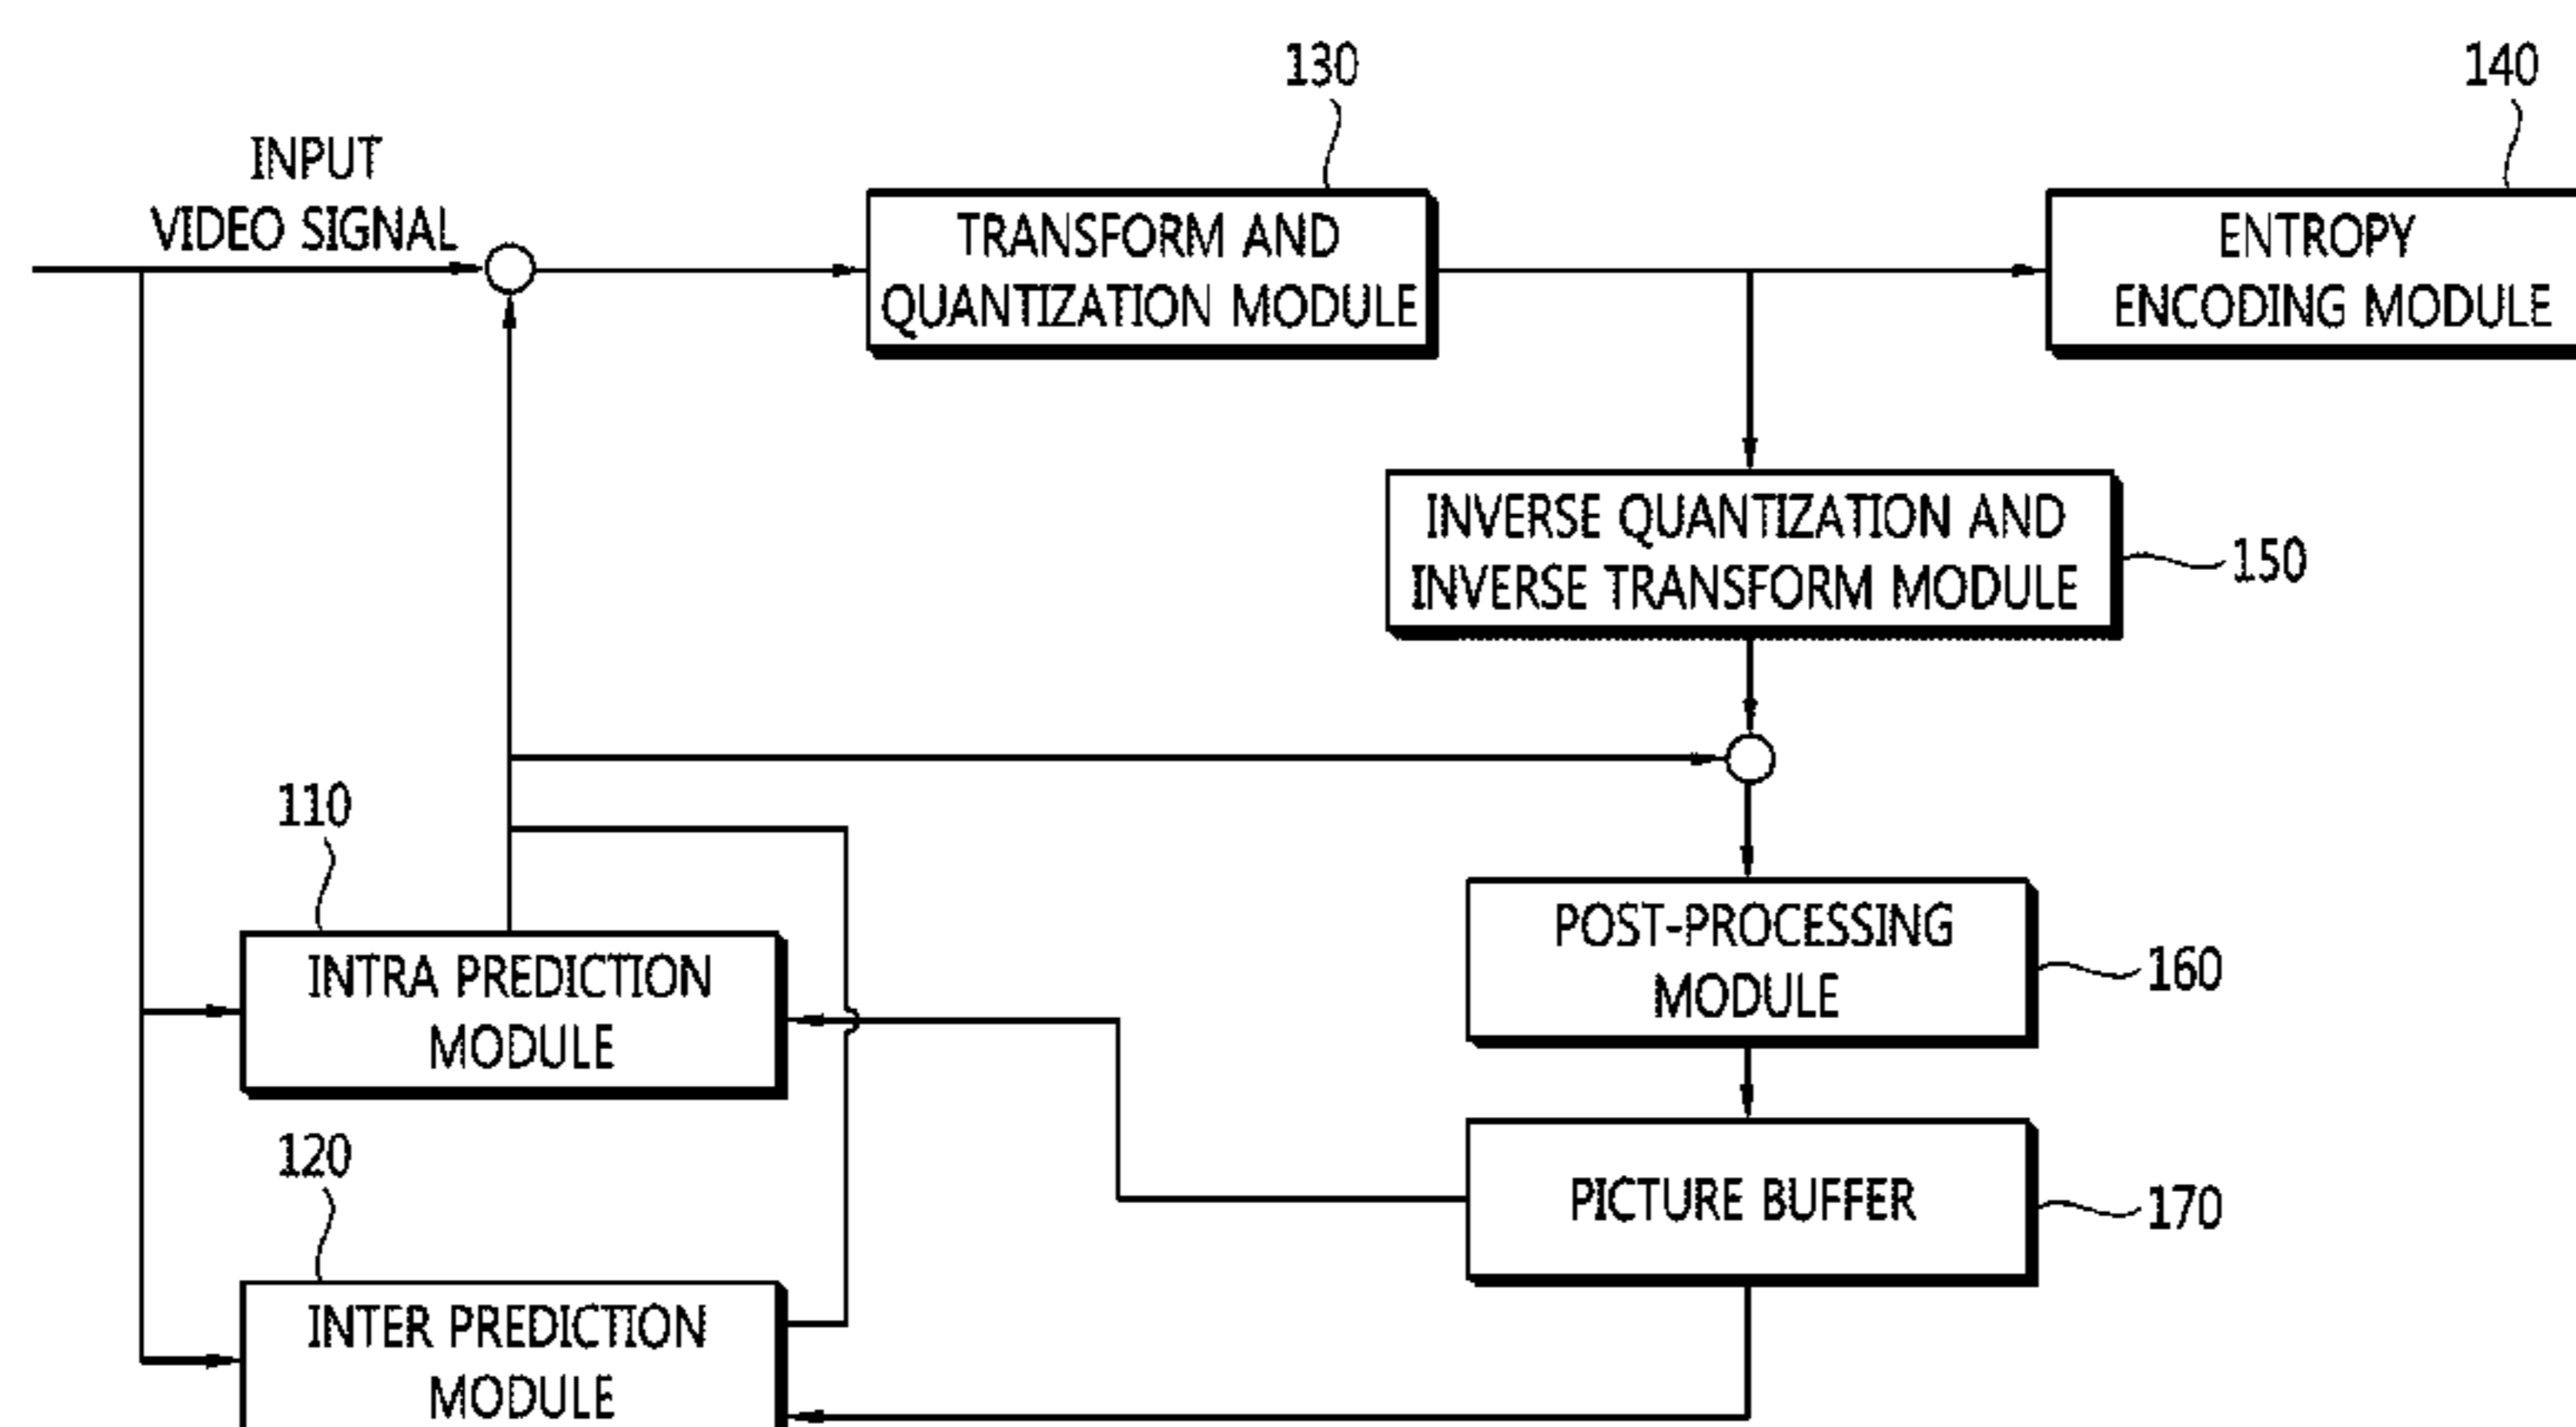 130
140
INPUT
VIDEO SIGNAL
TRANSFORM AND
QUANTIZATION MODULE
ENTROPY
ENCODING MODULE
INVERSE QUANTIZATION AND
INVERSE TRANSFORM MODULE
150
110
POST-PROCESSING
MODULE
160
INTRA PREDICTION
MODULE
120
PICTURE BUFFER
170
INTER PREDICTION
MODULE